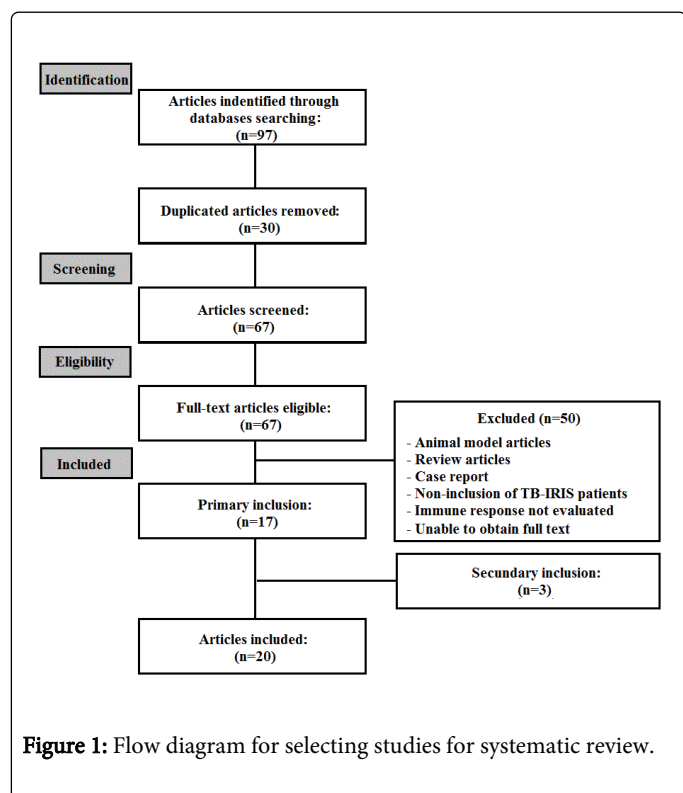 Identification
Articles indentified through
databases searching:
(n=97)
Duplicated articles removed:
(n=30)
Screening
Articles screened:
(n=67)
Eligibility
Full-text articles eligible:
(n=67)
Excluded (n=50)
- Animal model articles
- Review articles
- Case report
- Non-inclusion of TB-IRIS patients
- Immune response not evaluated
- Unable to obtain full text
Included
Primary inclusion:
(n=17)
Secundary inclusion:
(n=3)
Articles included:
(n=20)
Figure 1: Flow diagram for selecting studies for systematic review.